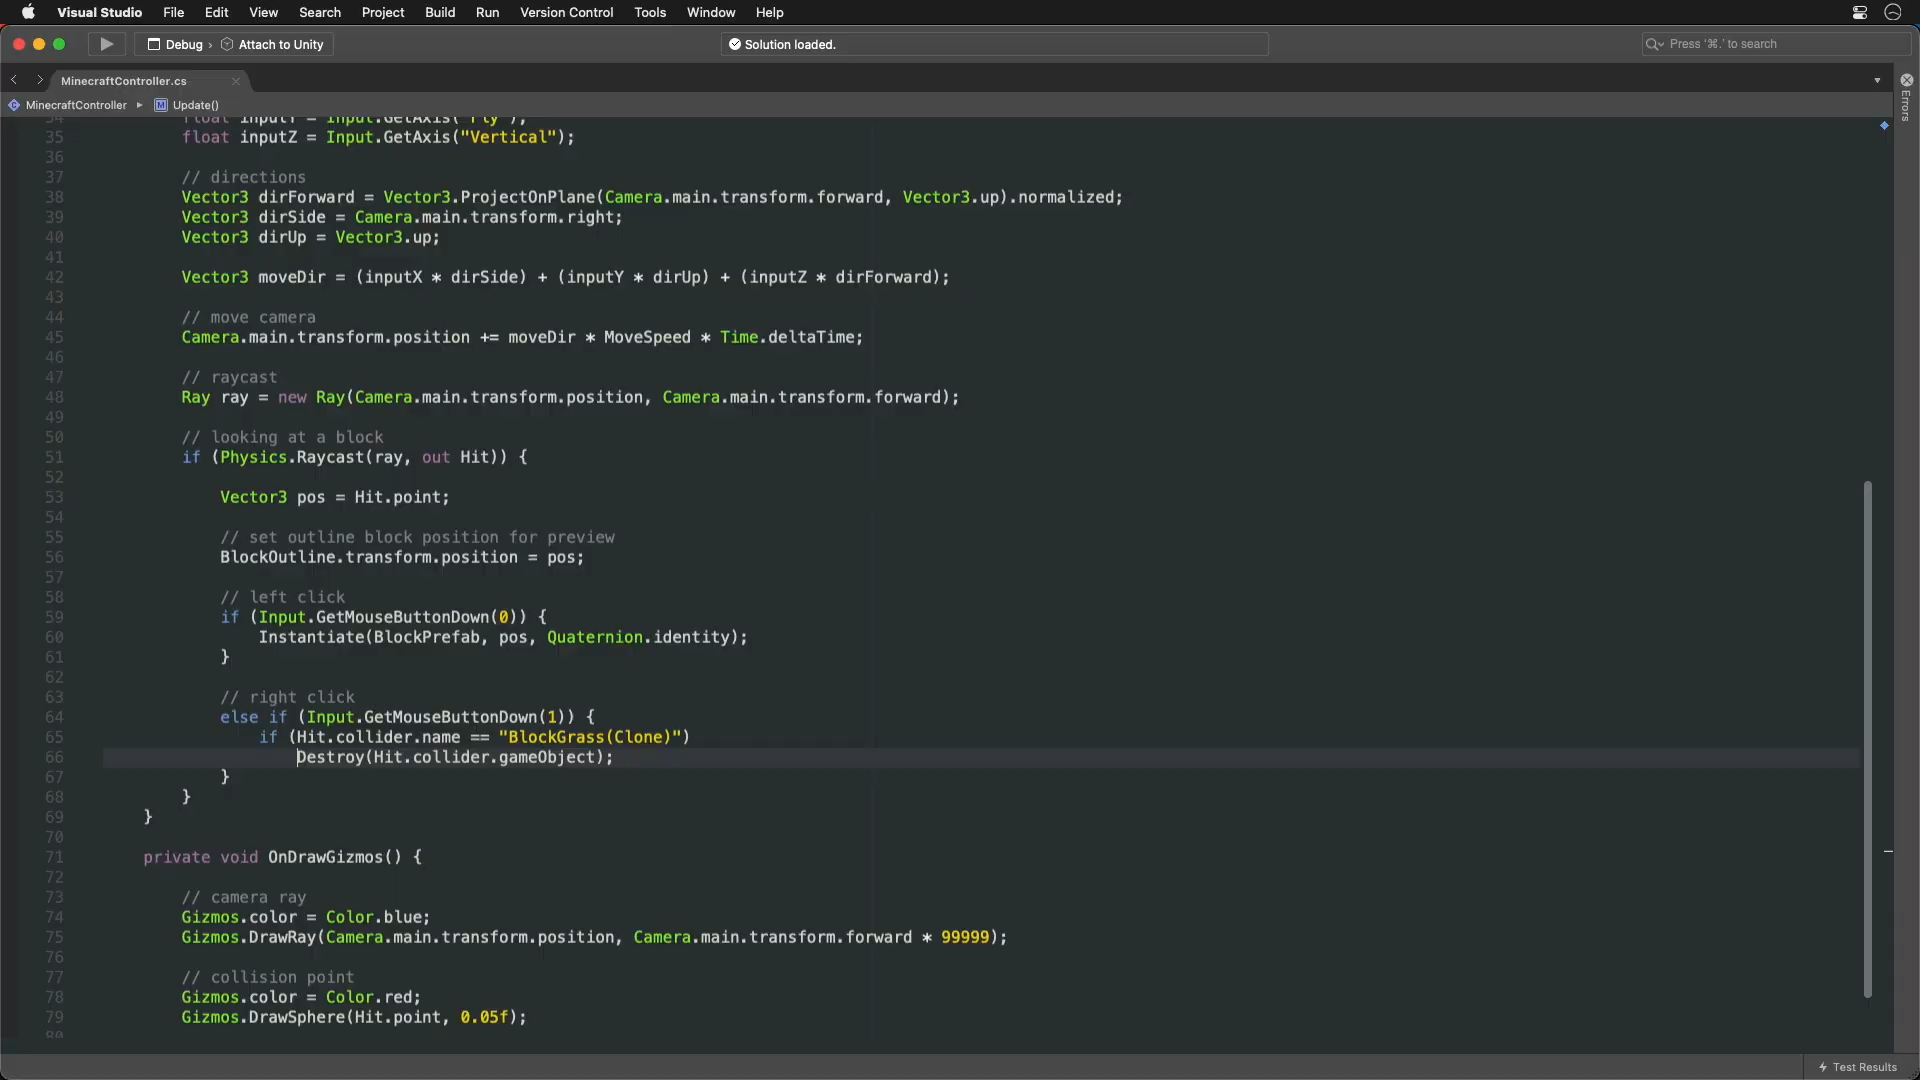 Visual Studio File Edit View Search Project Build Run Version Control Tools Window Help
Debug › Attach to Unity Solution loaded. Press '⌘.' to search
MinecraftController.cs
MinecraftController ▸ M Update()
Errors
34 float inputY = Input.GetAxis("Fly");
35 float inputZ = Input.GetAxis("Vertical");
36
37 // directions
38 Vector3 dirForward = Vector3.ProjectOnPlane(Camera.main.transform.forward, Vector3.up).normalized;
39 Vector3 dirSide = Camera.main.transform.right;
40 Vector3 dirUp = Vector3.up;
41
42 Vector3 moveDir = (inputX * dirSide) + (inputY * dirUp) + (inputZ * dirForward);
43
44 // move camera
45 Camera.main.transform.position += moveDir * MoveSpeed * Time.deltaTime;
46
47 // raycast
48 Ray ray = new Ray(Camera.main.transform.position, Camera.main.transform.forward);
49
50 // looking at a block
51 if (Physics.Raycast(ray, out Hit)) {
52
53 Vector3 pos = Hit.point;
54
55 // set outline block position for preview
56 BlockOutline.transform.position = pos;
57
58 // left click
59 if (Input.GetMouseButtonDown(0)) {
60 Instantiate(BlockPrefab, pos, Quaternion.identity);
61 }
62
63 // right click
64 else if (Input.GetMouseButtonDown(1)) {
65 if (Hit.collider.name == "BlockGrass(Clone)")
66 Destroy(Hit.collider.gameObject);
67 }
68 }
69 }
70
71 private void OnDrawGizmos() {
72
73 // camera ray
74 Gizmos.color = Color.blue;
75 Gizmos.DrawRay(Camera.main.transform.position, Camera.main.transform.forward * 99999);
76
77 // collision point
78 Gizmos.color = Color.red;
79 Gizmos.DrawSphere(Hit.point, 0.05f);
80
Test Results